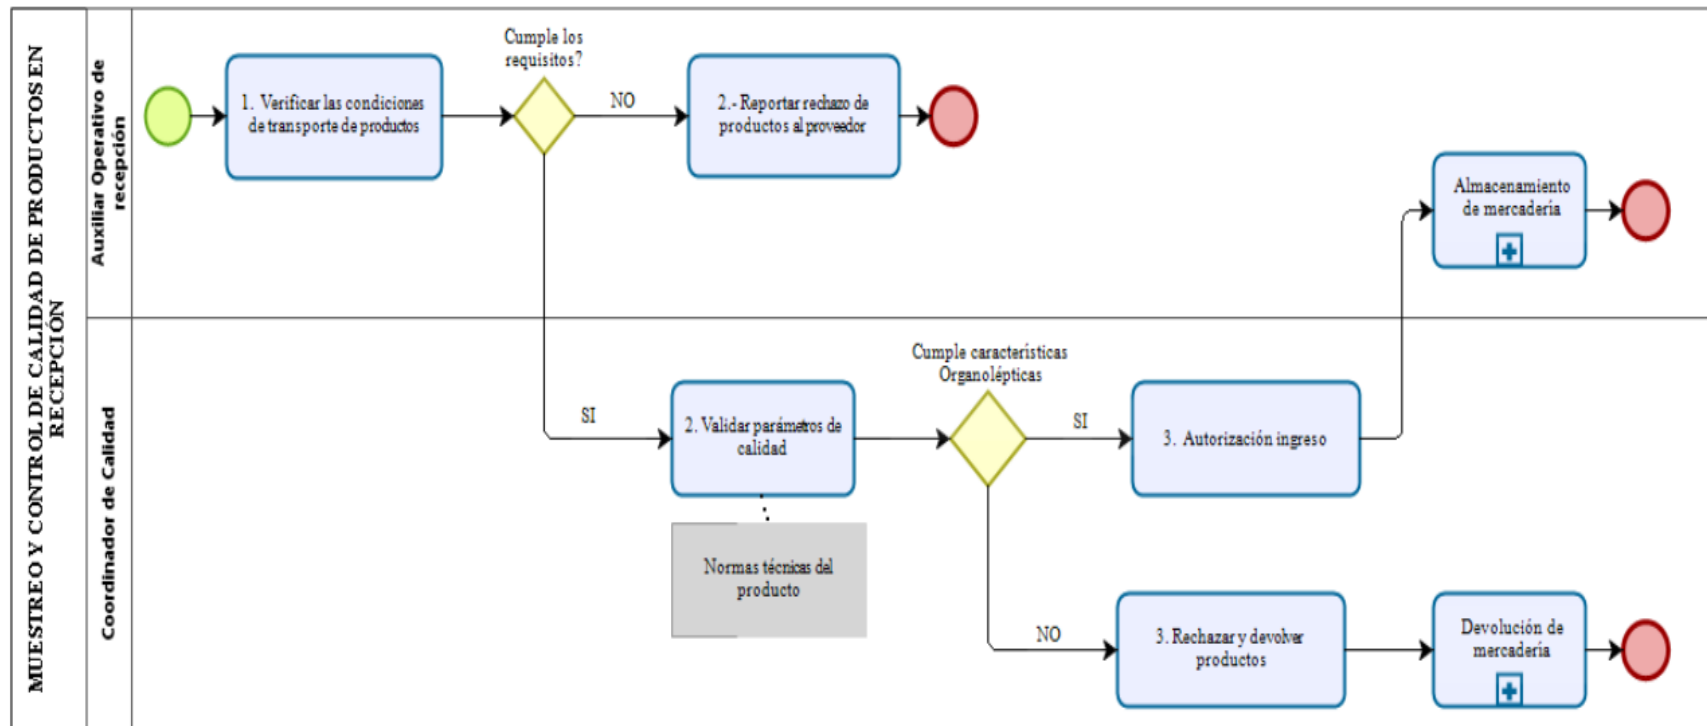 MUESTREO Y CONTROL DE CALIDAD DE PRODUCTOS EN
RECEPCIÓN
Auxiliar Operativo de
recepción
1. Verificar las condiciones
de transporte de productos
Cumple los
requisitos?
NO
2.- Reportar rechazo de
productos al proveedor
Almacenamiento
de mercadería
Coordinador de Calidad
SI
2. Validar parámetros de
calidad
Normas técnicas del
producto
Cumple características
Organolépticas
SI
3. Autorización ingreso
NO
3. Rechazar y devolver
productos
Devolución de
mercadería